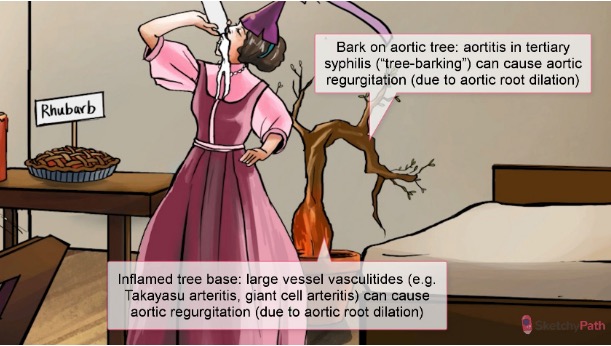 Bark on aortic tree: aortitis in tertiary
syphilis (“tree-barking”) can cause aortic
regurgitation (due to aortic root dilation)
Rhubarb
Inflamed tree base: large vessel vasculitides (e.g.
Takayasu arteritis, giant cell arteritis) can cause
aortic regurgitation (due to aortic root dilation)
SketchyPath